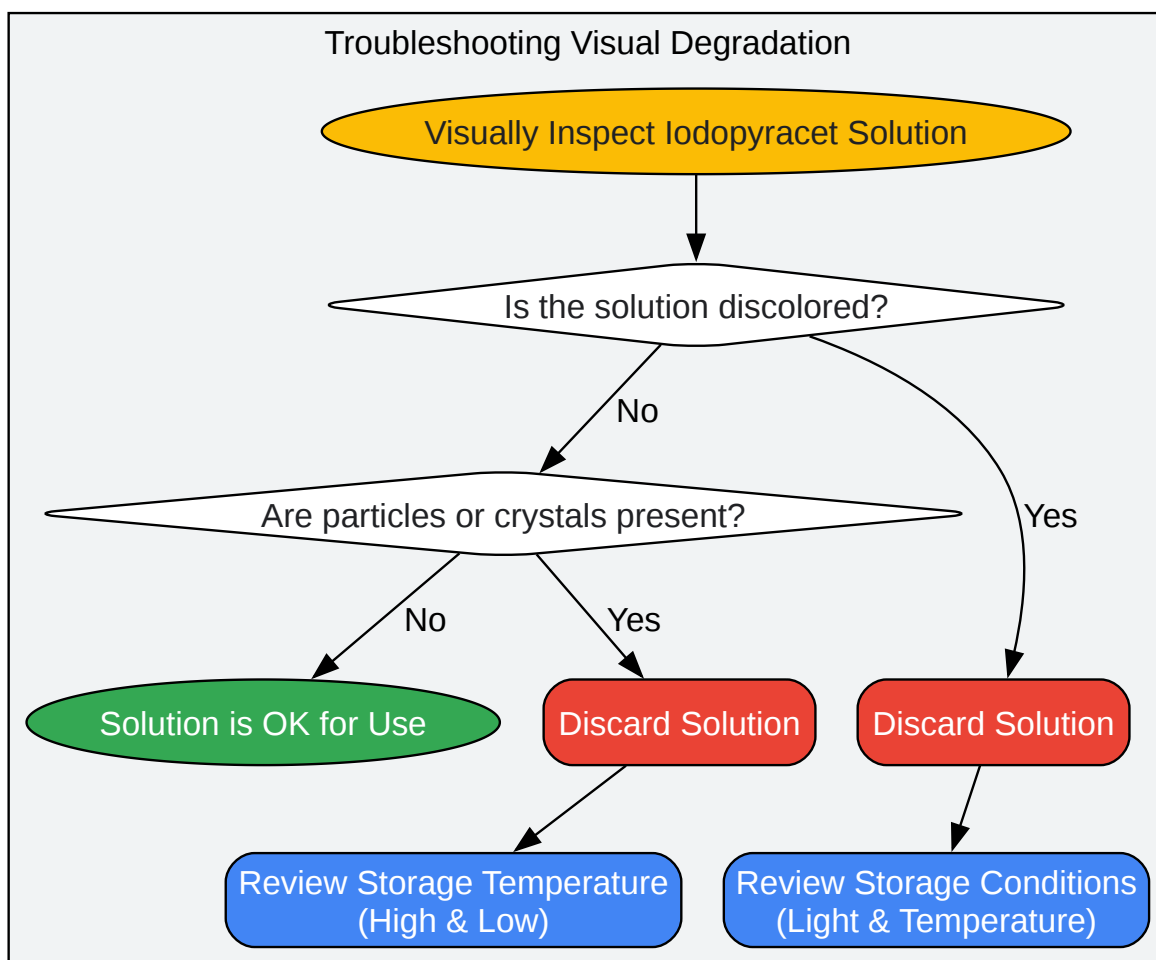 Troubleshooting Visual Degradation
Visually Inspect Iodopyracet Solution
Is the solution discolored?
No
Are particles or crystals present?
Yes
No
Yes
Solution is OK for Use
Discard Solution
Discard Solution
Review Storage Temperature
(High & Low)
Review Storage Conditions
(Light & Temperature)